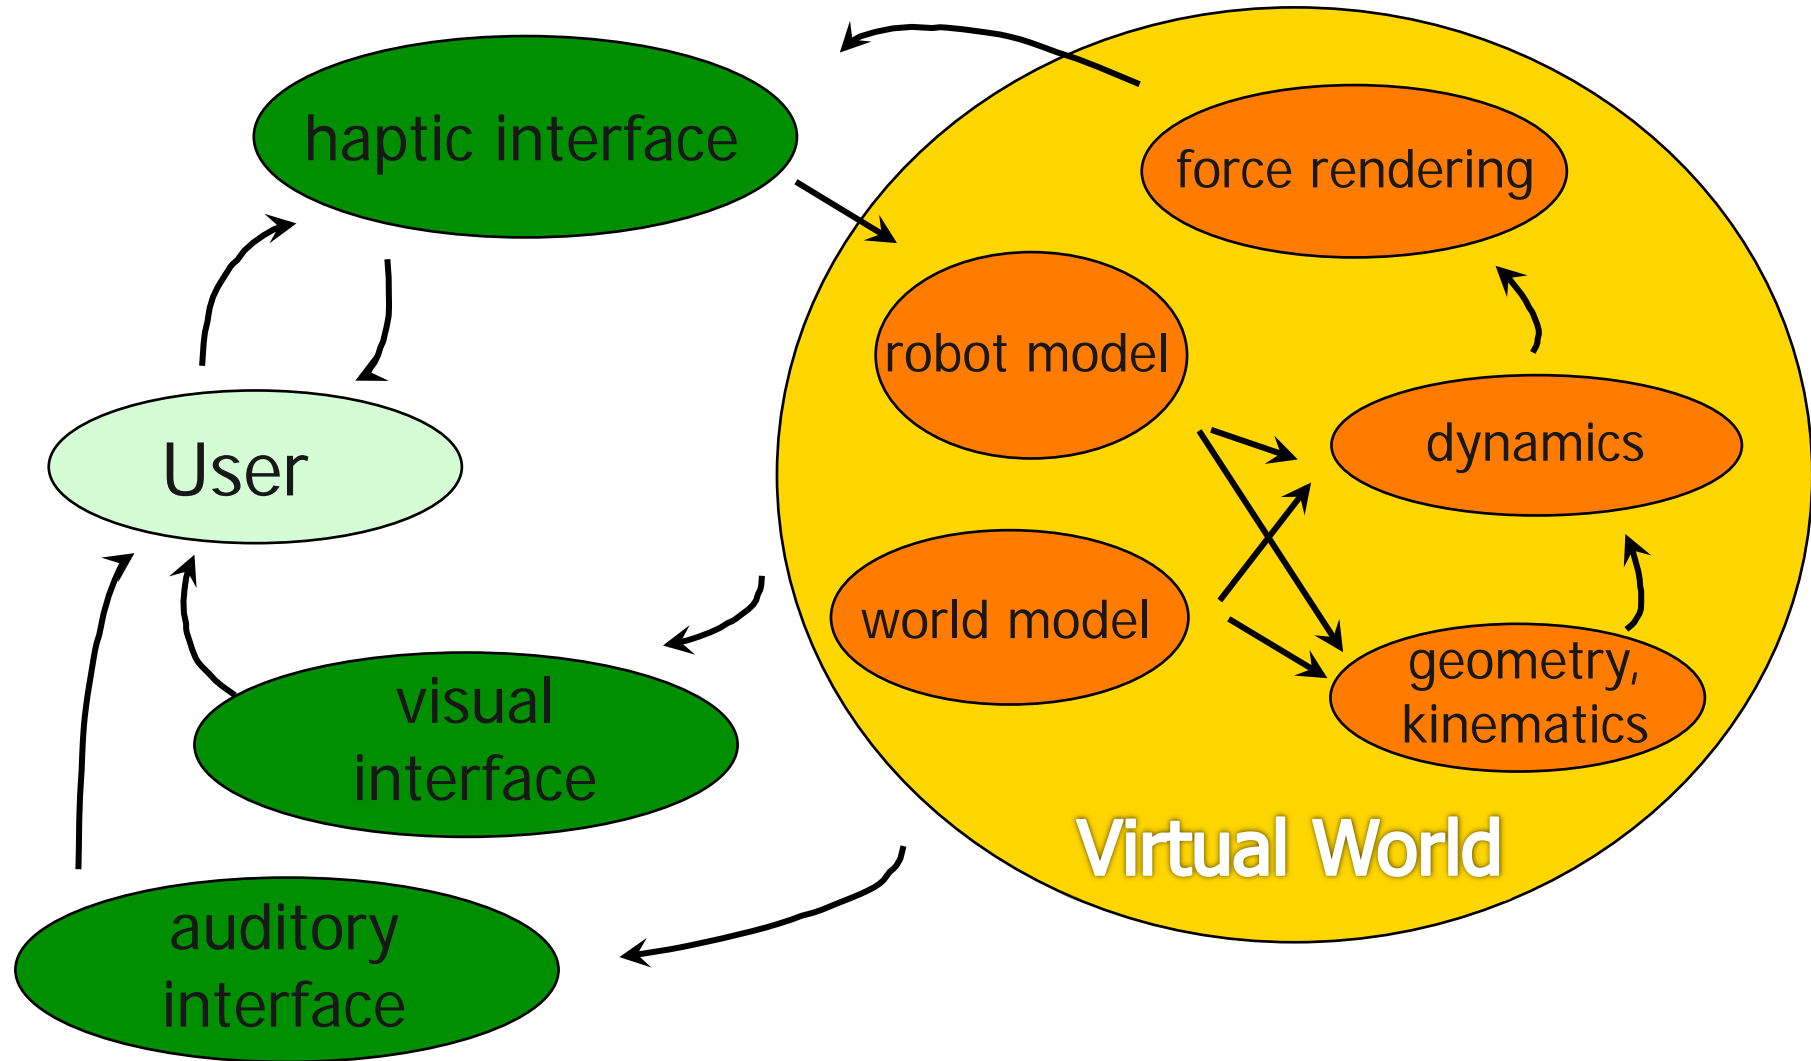 haptic interface
force rendering
robot model
dynamics
User
world model
geometry,
kinematics
visual
interface
Virtual World
auditory
interface